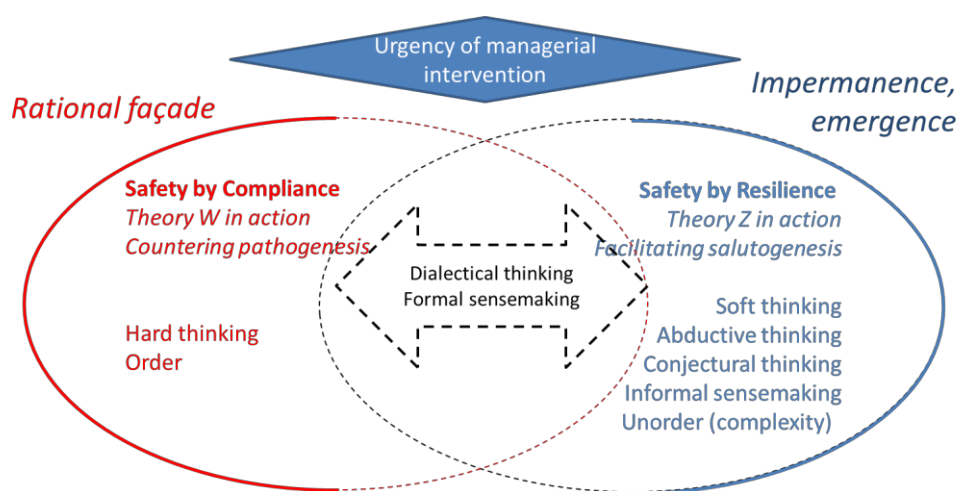 Urgency of managerial
intervention
Rational façade
Impermanence,
emergence
Safety by Compliance
Theory W in action
Countering pathogenesis
Hard thinking
Order
Dialectical thinking
Formal sensemaking
Safety by Resilience
Theory Z in action
Facilitating salutogenesis
Soft thinking
Abductive thinking
Conjectural thinking
Informal sensemaking
Unorder (complexity)